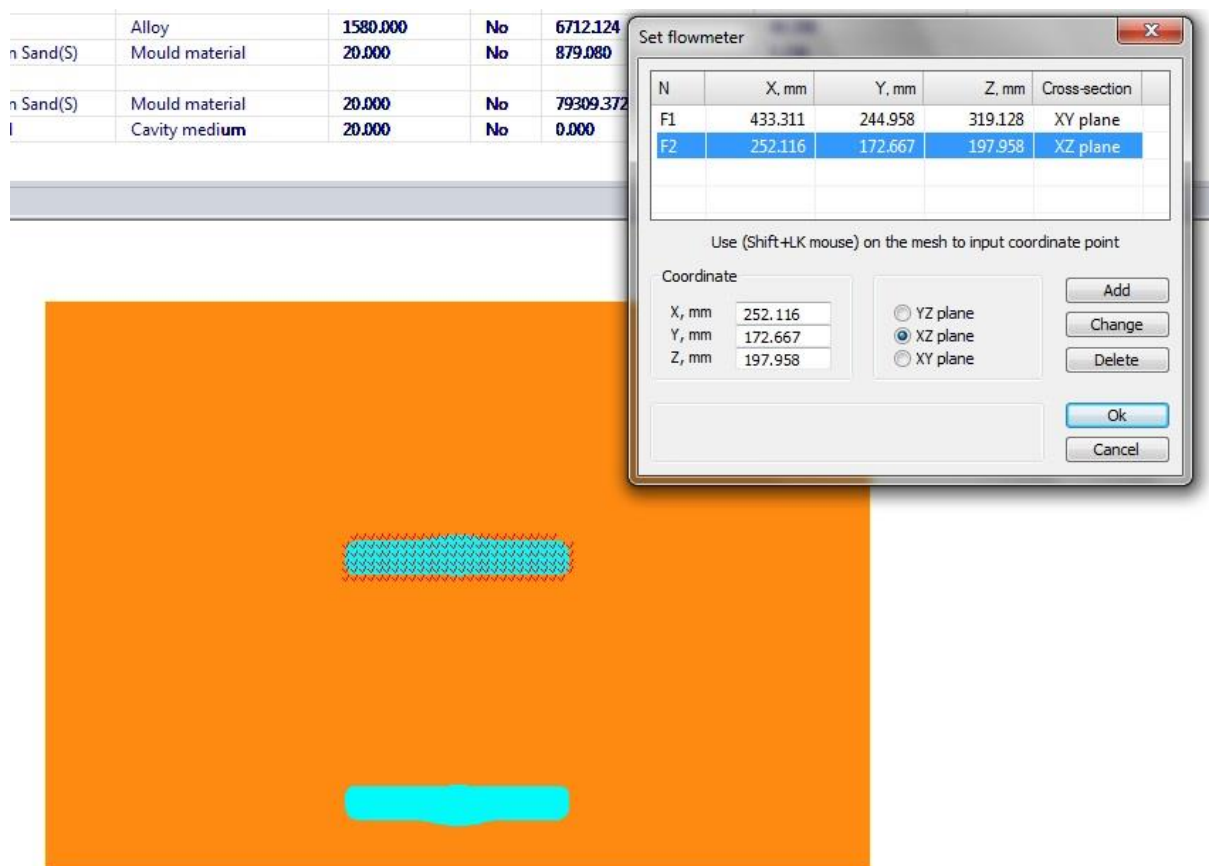 Alloy 1580.000 No 6712.124
n Sand(S) Mould material 20.000 No 879.080
n Sand(S) Mould material 20.000 No 79309.372
Cavity medium 20.000 No 0.000
Set flowmeter
N X, mm Y, mm Z, mm Cross-section
F1 433.311 244.958 319.128 XY plane
F2 252.116 172.667 197.958 XZ plane
Use (Shift+LK mouse) on the mesh to input coordinate point
Coordinate
X, mm 252.116
Y, mm 172.667
Z, mm 197.958
YZ plane
XZ plane
XY plane
Add
Change
Delete
Ok
Cancel